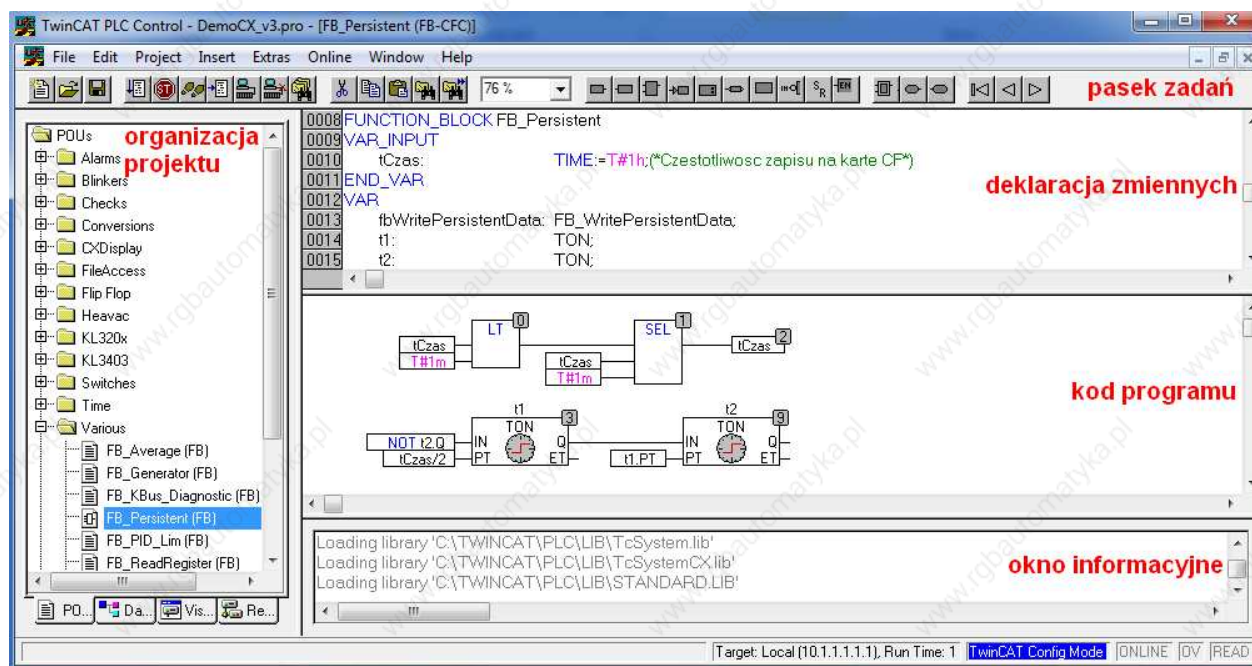 TwinCAT PLC Control - DemoCX_v3.pro - [FB_Persistent (FB-CFC)]
File Edit Project Insert Extras Online Window Help
76 %
pasek zadań
organizacja projektu
POUs
Alarms
Blinkers
Checks
Conversions
CXDisplay
FileAccess
Flip Flop
Heavac
KL320x
KL3403
Switches
Time
Various
FB_Average (FB)
FB_Generator (FB)
FB_KBus_Diagnostic (FB)
FB_Persistent (FB)
FB_PID_Lim (FB)
FB_ReadRegister (FB)
PO... Da... Vis... Re...
0008 FUNCTION_BLOCK FB_Persistent
0009 VAR_INPUT
0010 tCzas: TIME:=T#1h;(*Czestotliwosc zapisu na karte CF*)
0011 END_VAR
0012 VAR
0013 fbWritePersistentData: FB_WritePersistentData;
0014 t1: TON;
0015 t2: TON;
deklaracja zmiennych
LT 0
tCzas
T#1m
SEL 1
tCzas
T#1m
tCzas 2
kod programu
t1
TON 3
NOT t2.Q IN Q
tCzas/2 PT ET
t2
TON 9
IN Q
t1.PT PT ET
Loading library 'C:\TWINCAT\PLC\LIB\TcSystem.lib'
Loading library 'C:\TWINCAT\PLC\LIB\TcSystemCX.lib'
Loading library 'C:\TWINCAT\PLC\LIB\STANDARD.LIB'
okno informacyjne
Target: Local (10.1.1.1.1.1), Run Time: 1 TwinCAT Config Mode ONLINE OV READ
www.rgbautomatyka.pl